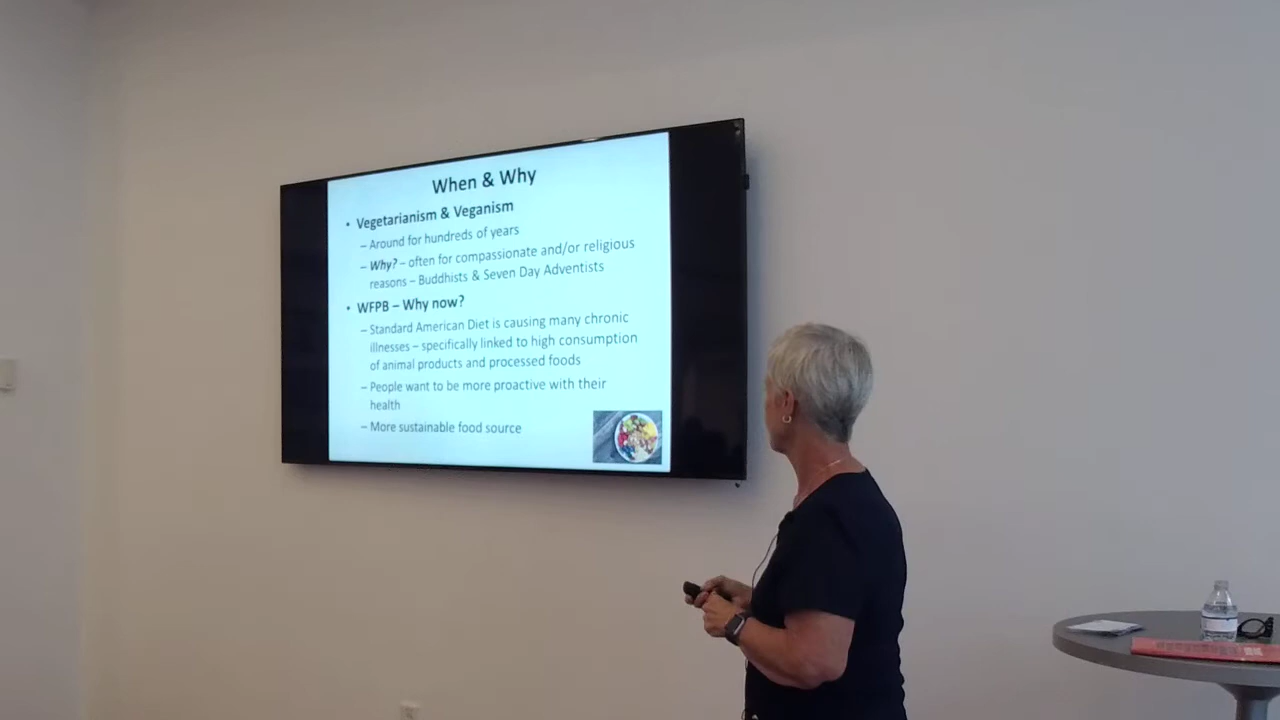 When & Why
• Vegetarianism & Veganism
– Around for hundreds of years
– Why? – often for compassionate and/or religious
reasons – Buddhists & Seven Day Adventists
• WFPB – Why now?
– Standard American Diet is causing many chronic
illnesses – specifically linked to high consumption
of animal products and processed foods
– People want to be more proactive with their
health
– More sustainable food source